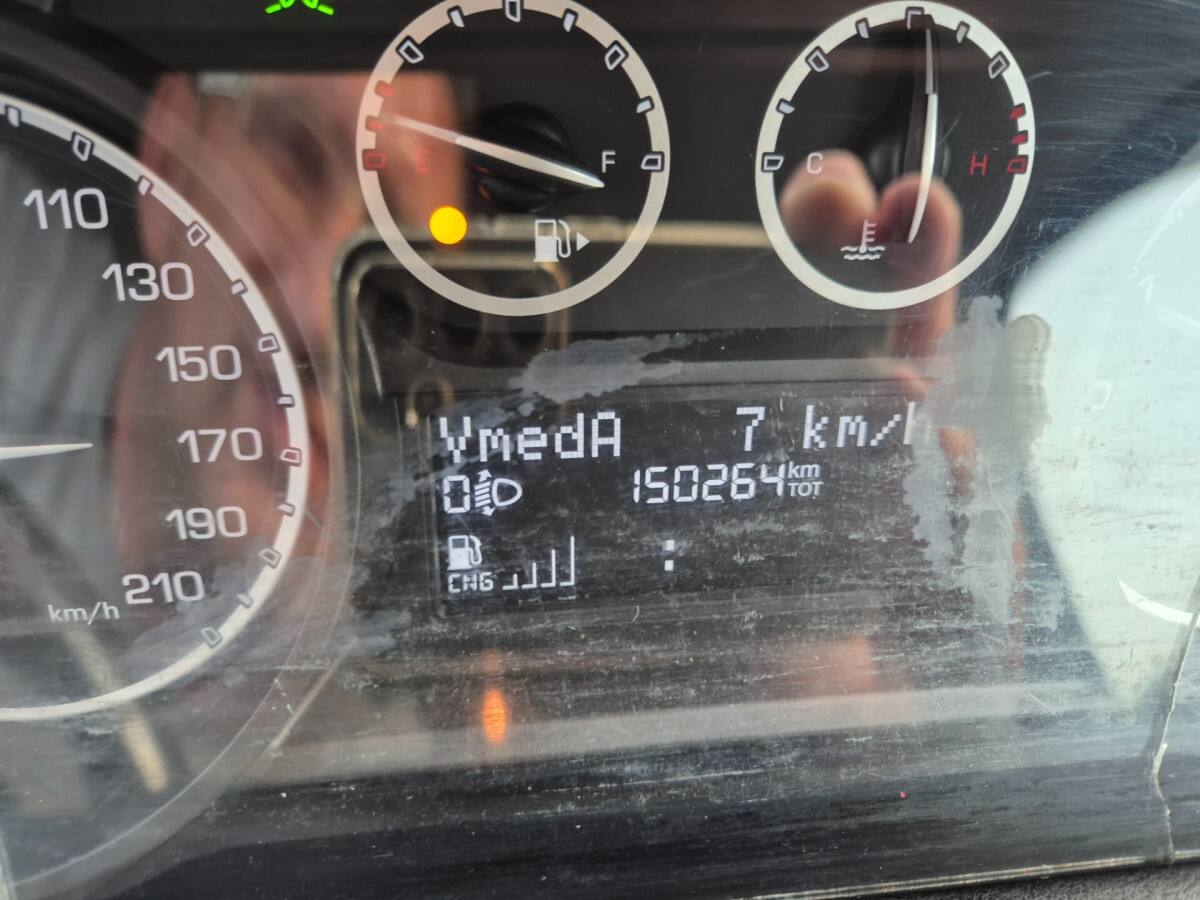 E F
C H
110
130
150
170
190
210
km/h
VmedA 7 km/h
0 150264 km TOT
CNG :